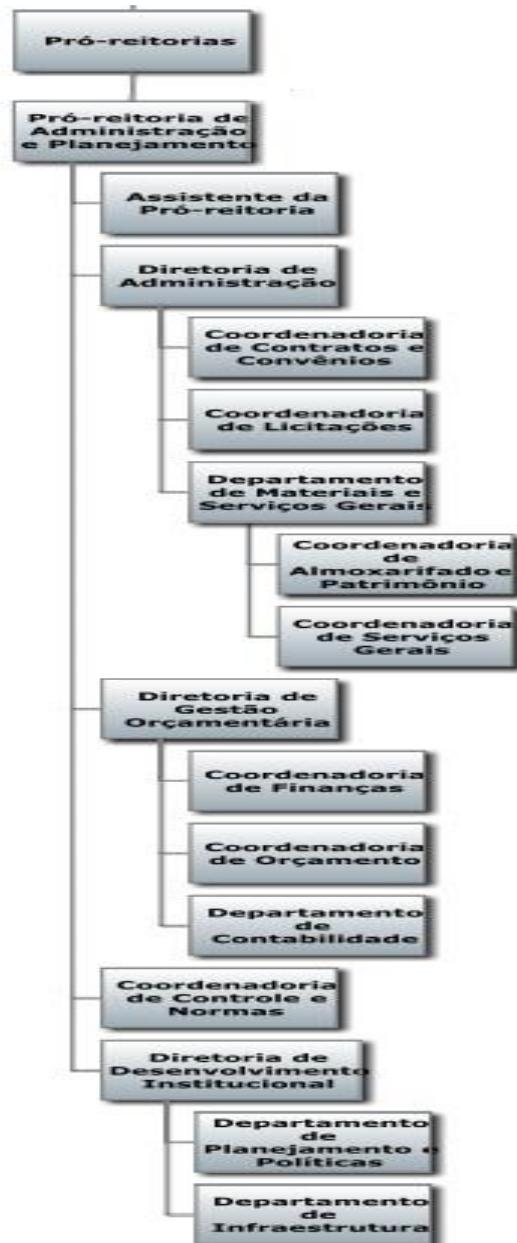 Pró-reitorias
Pró-reitoria de
Administração
e Planejamento
Assistente da
Pró-reitoria
Diretoria de
Administração
Coordenadoria
de Contratos e
Convênios
Coordenadoria
de Licitações
Departamento
de Materiais e
Serviços Gerais
Coordenadoria
de
Almoxarifado e
Patrimônio
Coordenadoria
de Serviços
Gerais
Diretoria de
Gestão
Orçamentária
Coordenadoria
de Finanças
Coordenadoria
de Orçamento
Departamento
de
Contabilidade
Coordenadoria
de Controle e
Normas
Diretoria de
Desenvolvimento
Institucional
Departamento
de
Planejamento e
Políticas
Departamento
de
Infraestrutura